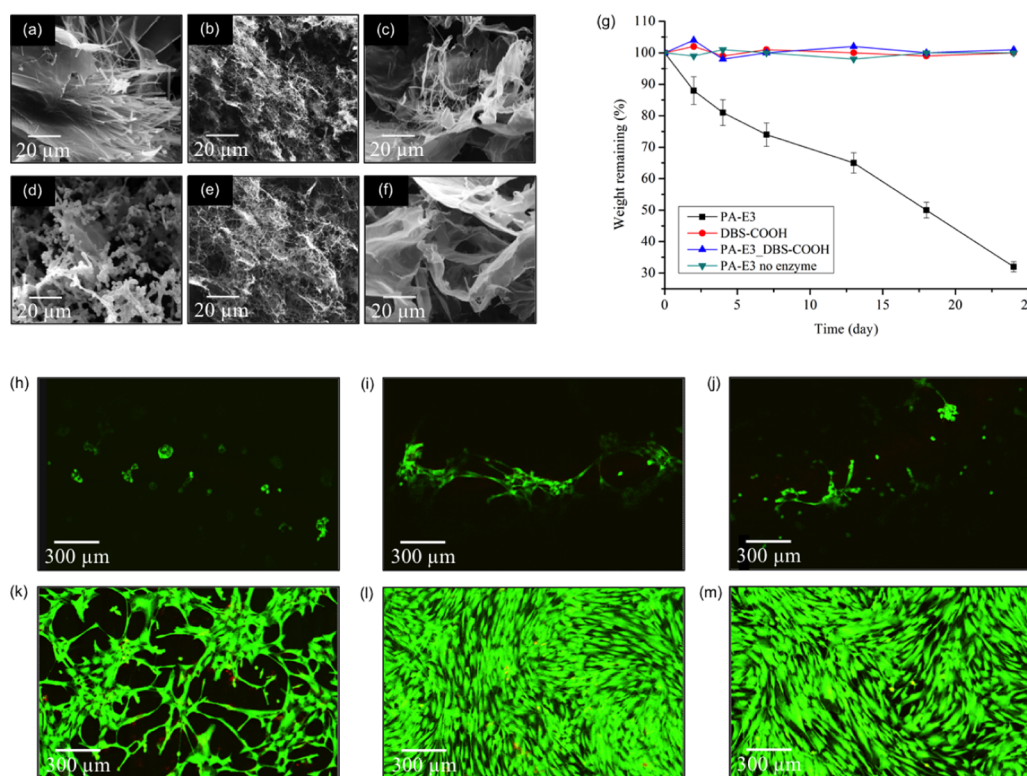 (a)
20 µm
(b)
20 µm
(c)
20 µm
(d)
20 µm
(e)
20 µm
(f)
20 µm
(g)
110
100
90
80
70
60
50
40
30
Weight remaining (%)
PA-E3
DBS-COOH
PA-E3_DBS-COOH
PA-E3 no enzyme
0 5 10 15 20
Time (day)
(h)
300 µm
(i)
300 µm
(j)
300 µm
(k)
300 µm
(l)
300 µm
(m)
300 µm